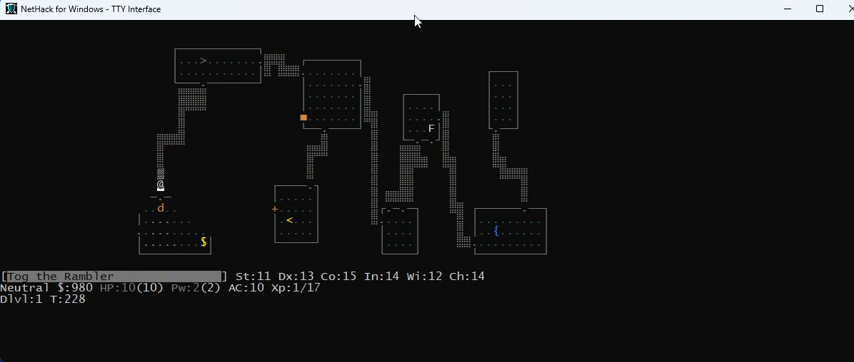 NetHack for Windows - TTY Interface
>
F
@
d
+
<
{
$
[Tog the Rambler                ] St:11 Dx:13 Co:15 In:14 Wi:12 Ch:14
Neutral $:980 HP:10(10) Pw:2(2) AC:10 Xp:1/17
Dlvl:1 T:228